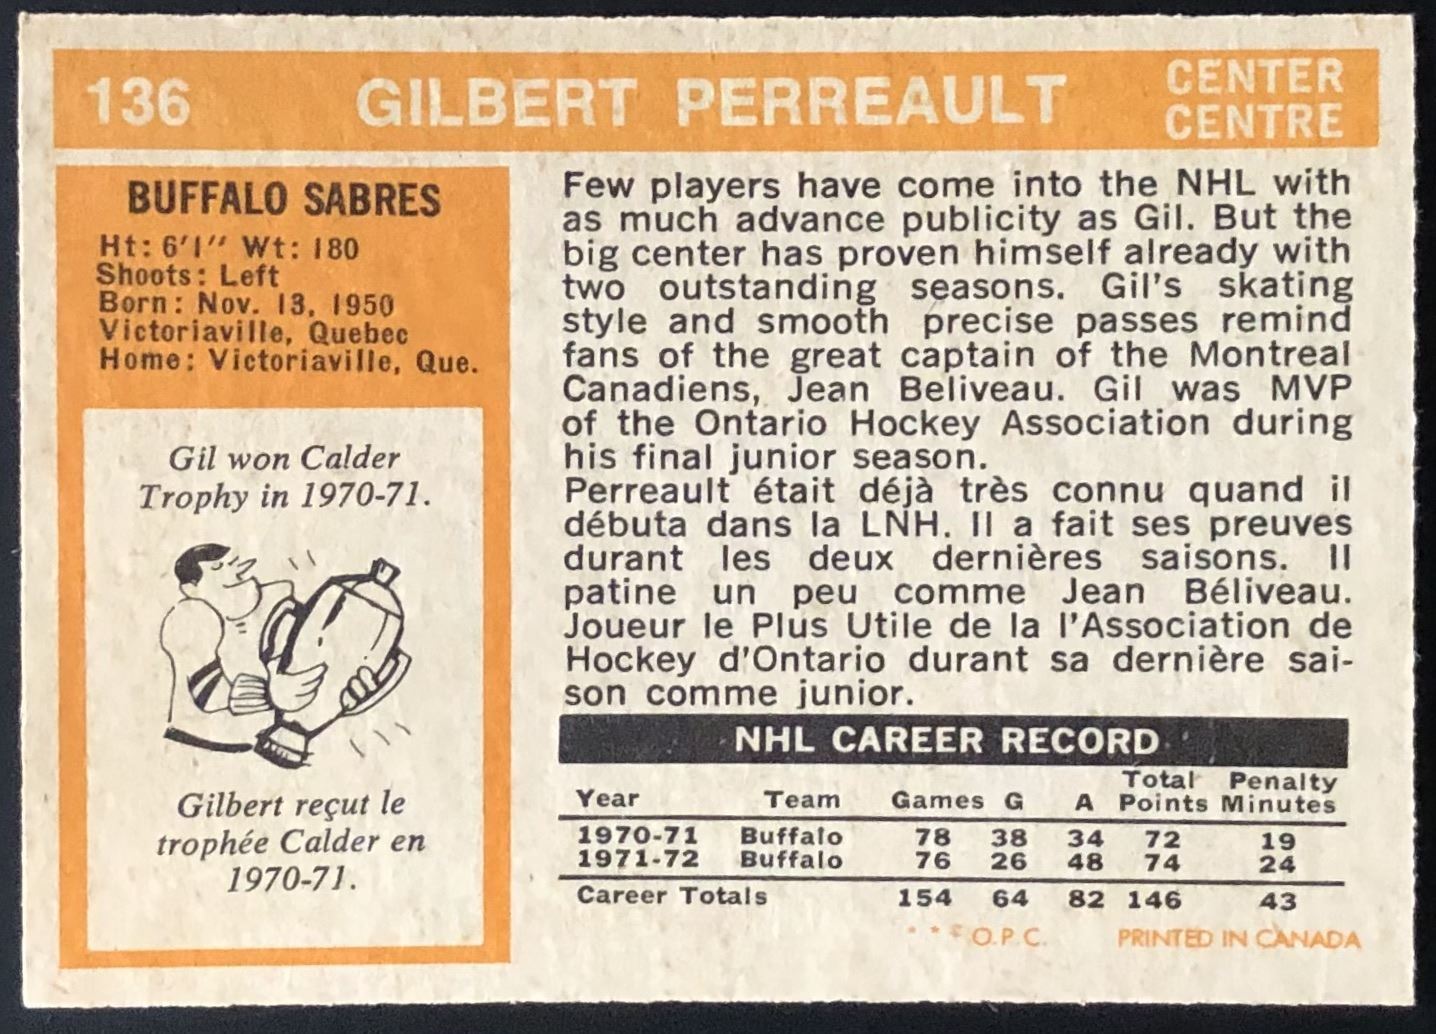 136
GILBERT PERREAULT
CENTER
CENTRE
BUFFALO SABRES
Ht: 6'1" Wt: 180
Shoots: Left
Born: Nov. 13, 1950
Victoriaville, Quebec
Home: Victoriaville, Que.
Gil won Calder
Trophy in 1970-71.
Gilbert reçut le
trophée Calder en
1970-71.
Few players have come into the NHL with
as much advance publicity as Gil. But the
big center has proven himself already with
two outstanding seasons. Gil's skating
style and smooth precise passes remind
fans of the great captain of the Montreal
Canadiens, Jean Beliveau. Gil was MVP
of the Ontario Hockey Association during
his final junior season.
Perreault était déjà très connu quand il
débuta dans la LNH. Il a fait ses preuves
durant les deux dernières saisons. Il
patine un peu comme Jean Béliveau.
Joueur le Plus Utile de la l'Association de
Hockey d'Ontario durant sa dernière sai-
son comme junior.
NHL CAREER RECORD
Year Team Games G A Total Points Penalty Minutes
1970-71 Buffalo 78 38 34 72 19
1971-72 Buffalo 76 26 48 74 24
Career Totals 154 64 82 146 43
* * © O.P.C. PRINTED IN CANADA